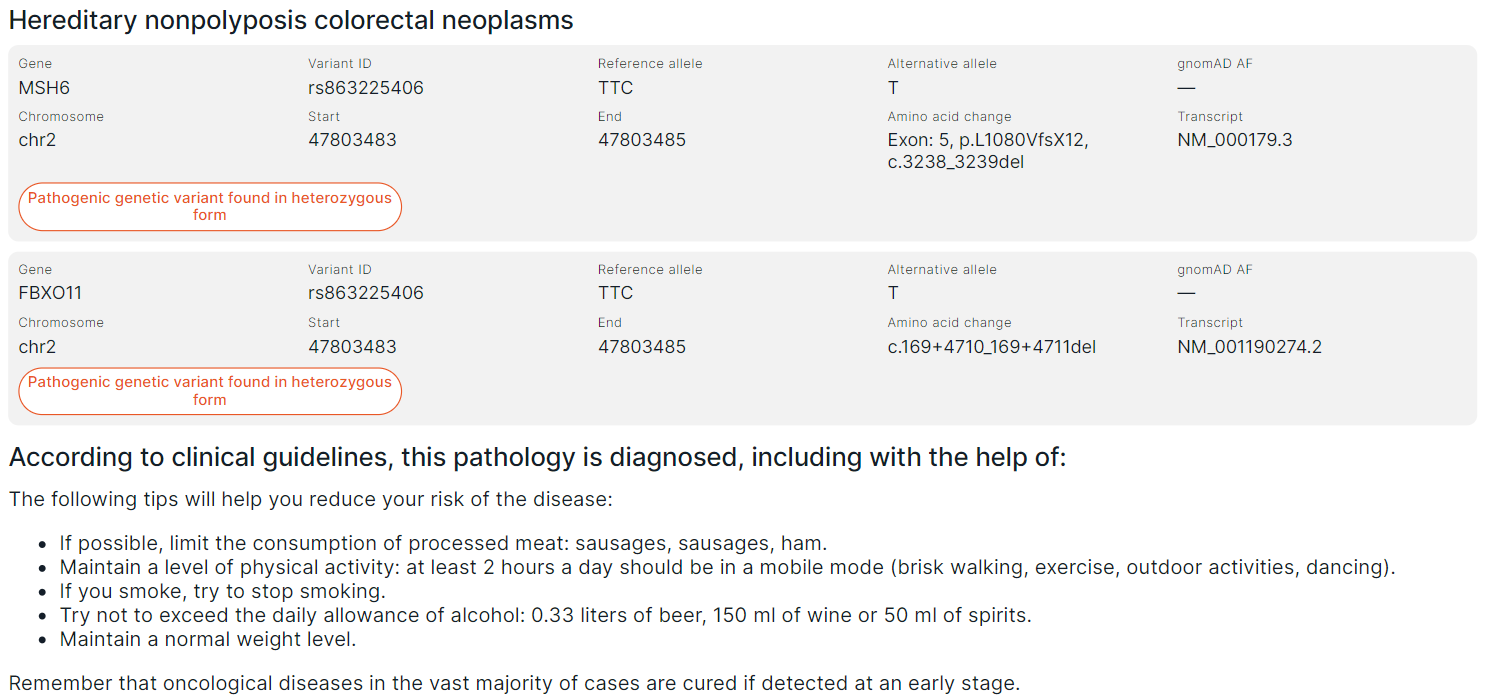 Hereditary nonpolyposis colorectal neoplasms
Gene Variant ID Reference allele Alternative allele gnomAD AF
MSH6 rs863225406 TTC T —
Chromosome Start End Amino acid change Transcript
chr2 47803483 47803485 Exon: 5, p.L1080VfsX12, NM_000179.3
c.3238_3239del
Pathogenic genetic variant found in heterozygous
form
Gene Variant ID Reference allele Alternative allele gnomAD AF
FBXO11 rs863225406 TTC T —
Chromosome Start End Amino acid change Transcript
chr2 47803483 47803485 c.169+4710_169+4711del NM_001190274.2
Pathogenic genetic variant found in heterozygous
form
According to clinical guidelines, this pathology is diagnosed, including with the help of:
The following tips will help you reduce your risk of the disease:
• If possible, limit the consumption of processed meat: sausages, sausages, ham.
• Maintain a level of physical activity: at least 2 hours a day should be in a mobile mode (brisk walking, exercise, outdoor activities, dancing).
• If you smoke, try to stop smoking.
• Try not to exceed the daily allowance of alcohol: 0.33 liters of beer, 150 ml of wine or 50 ml of spirits.
• Maintain a normal weight level.
Remember that oncological diseases in the vast majority of cases are cured if detected at an early stage.